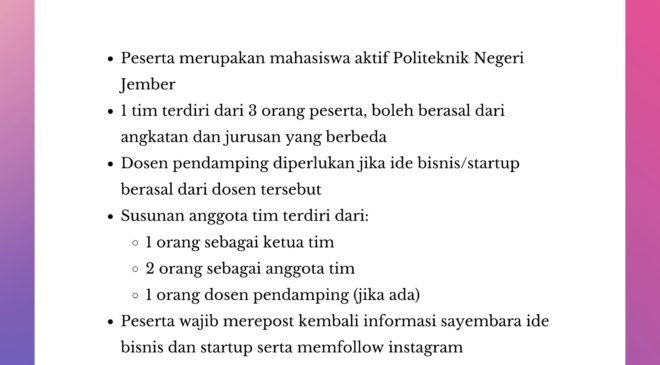 • Peserta merupakan mahasiswa aktif Politeknik Negeri
Jember
• 1 tim terdiri dari 3 orang peserta, boleh berasal dari
angkatan dan jurusan yang berbeda
• Dosen pendamping diperlukan jika ide bisnis/startup
berasal dari dosen tersebut
• Susunan anggota tim terdiri dari:
◦ 1 orang sebagai ketua tim
◦ 2 orang sebagai anggota tim
◦ 1 orang dosen pendamping (jika ada)
• Peserta wajib merepost kembali informasi sayembara ide
bisnis dan startup serta memfollow instagram